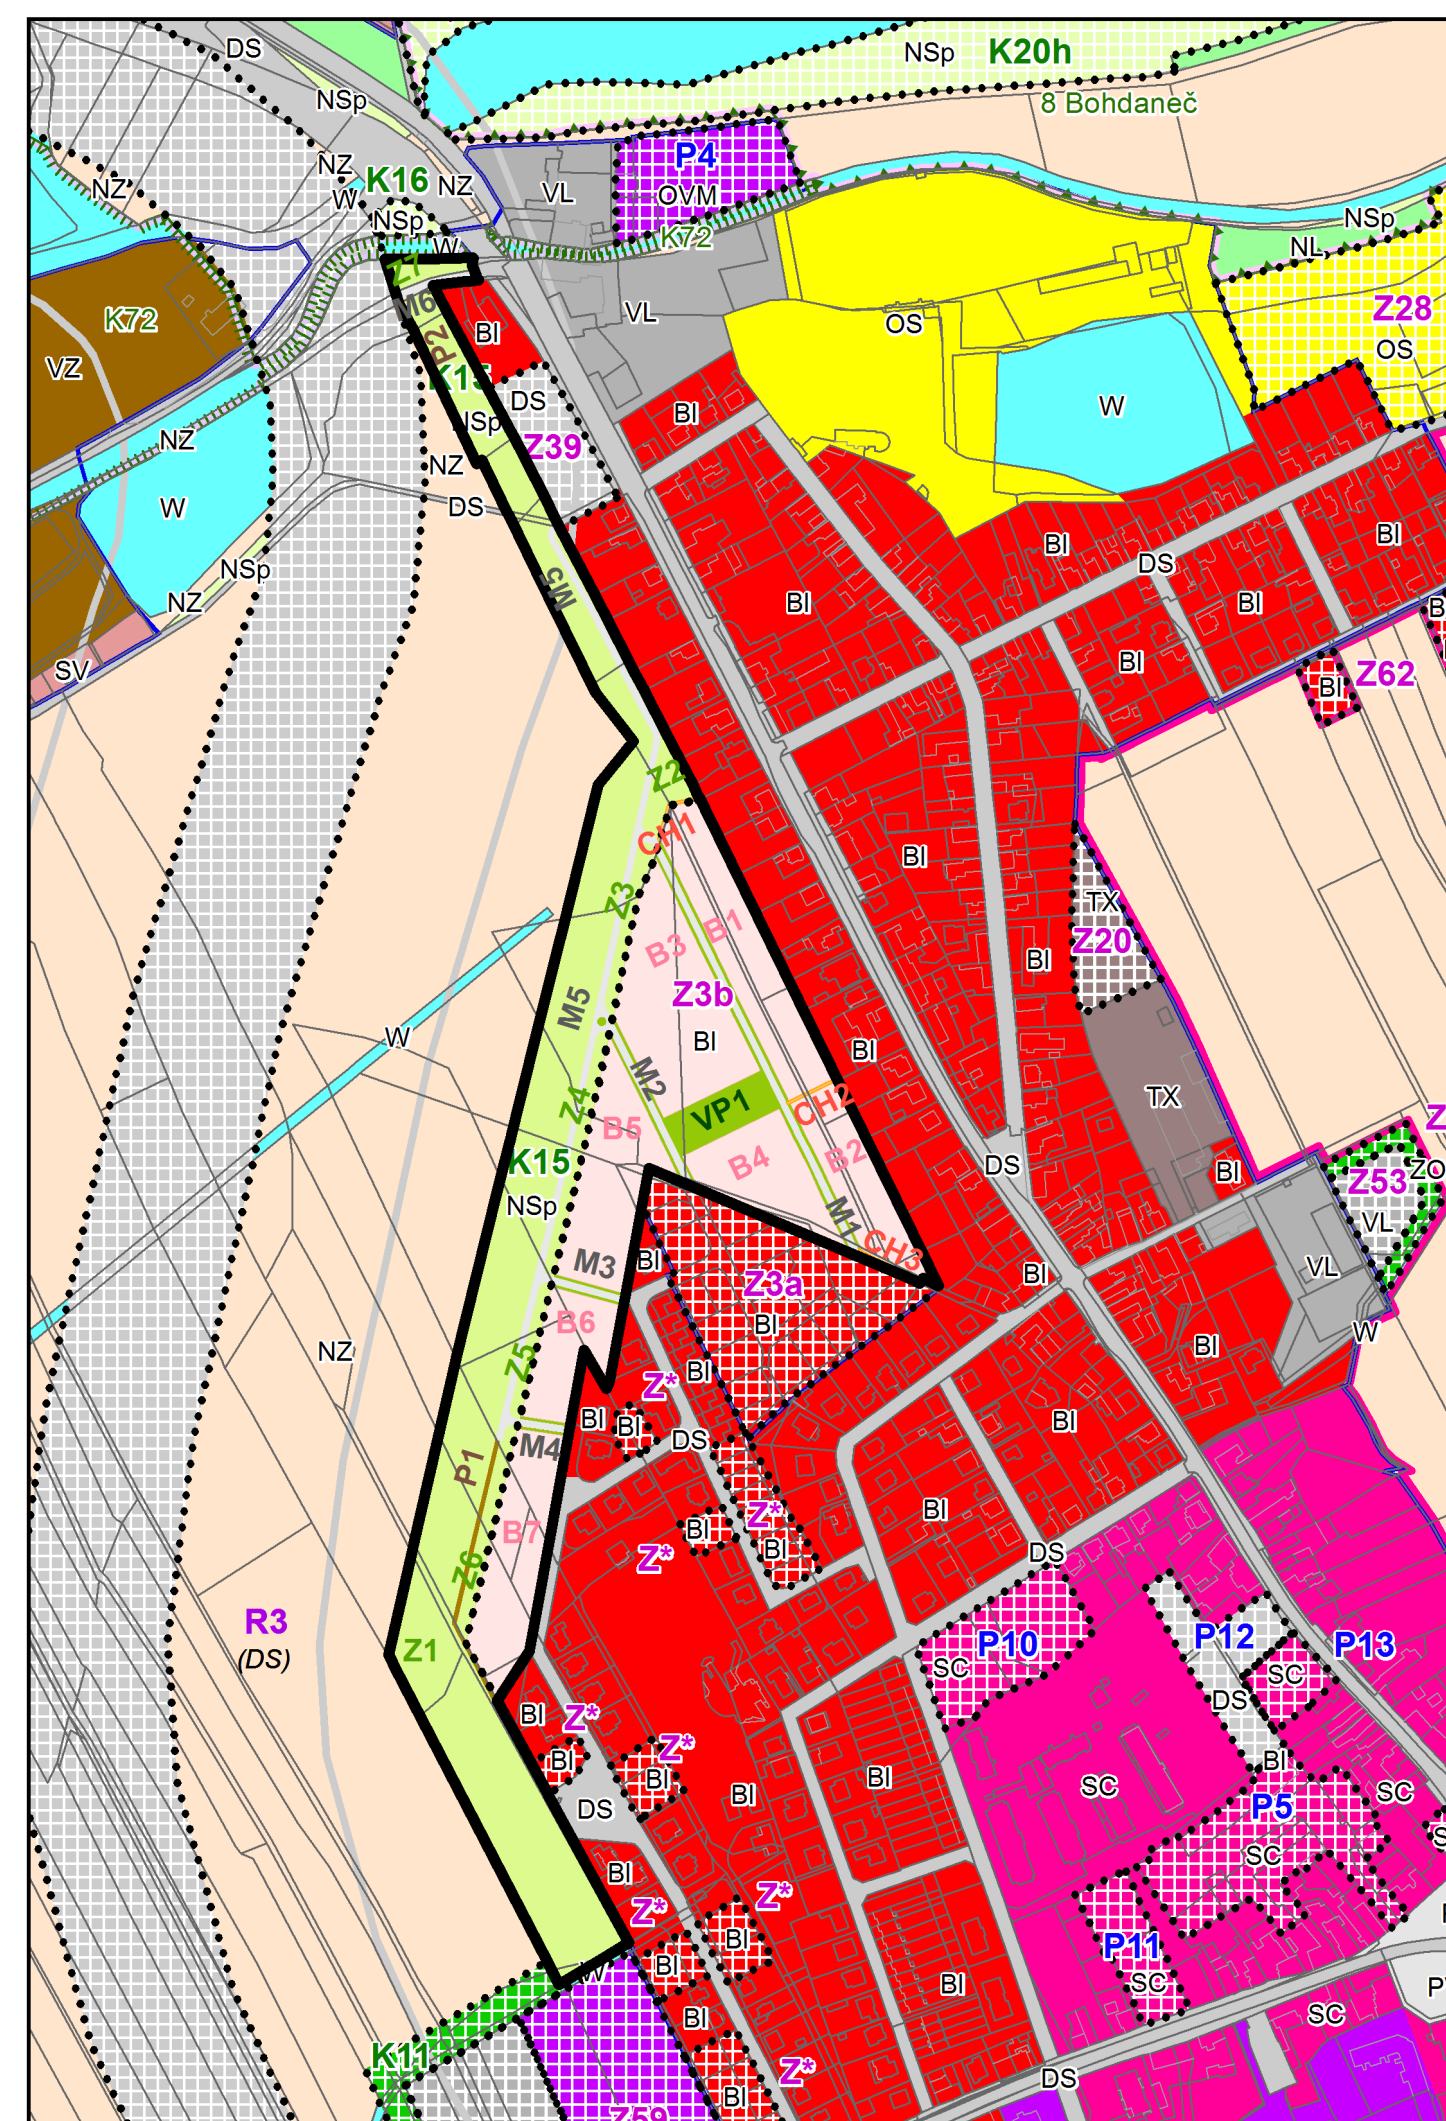 DS
NSp
K20h
NSp
8 Bohdaneč
NZ
P4
NZ
K16
NZ
VL
OVM
W
NSp
NSp
K72
W
NL
Z7
M6
Z28
K72
VL
BI
P2
OS
OS
VZ
K15
DS
BI
W
NSp
Z39
NZ
NZ
W
DS
BI
BI
DS
NSp
M5
BI
BI
NZ
BI
SV
Z62
BI
Z2
CH1
BI
Z3
TX
B1
B3
Z20
BI
Z3b
M5
W
BI
BI
M2
Z4
VP1
CH2
TX
B5
K15
B4
B2
DS
BI
ZO
Z53
NSp
M1
VL
CH3
BI
M3
Z3a
BI
VL
B6
BI
W
NZ
Z5
BI
BI
Z*
BI
BI
BI
DS
M4
P1
Z*
BI
BI
B7
BI
DS
Z*
Z6
R3
(DS)
Z1
P10
SC
P12
P13
SC
DS
BI
Z*
Z*
BI
BI
BI
BI
BI
SC
SC
DS
P5
SC
BI
Z*
Z*
BI
P11
W
BI
SC
BI
BI
SC
K11
Z*
DS
BI
Z59